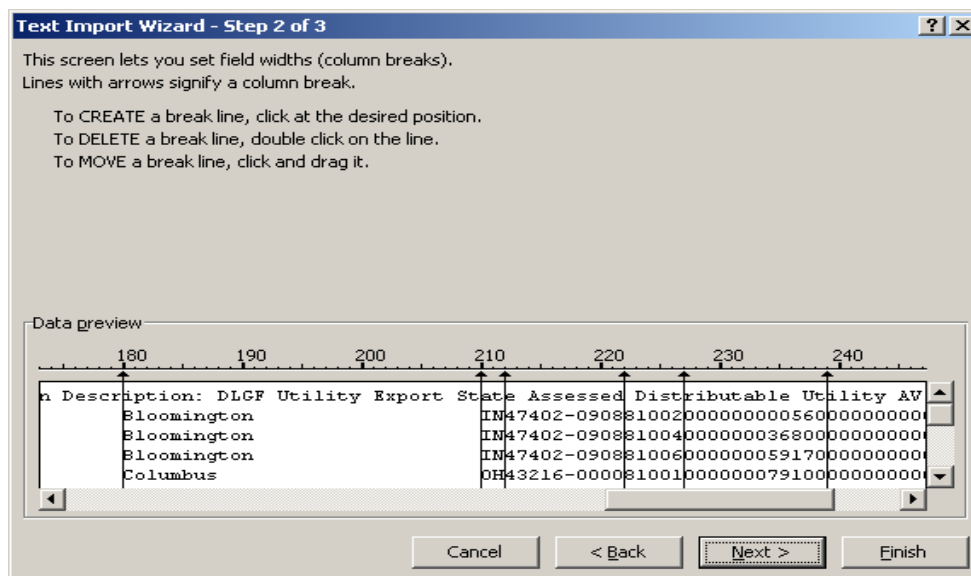 Text Import Wizard - Step 2 of 3
This screen lets you set field widths (column breaks).
Lines with arrows signify a column break.
To CREATE a break line, click at the desired position.
To DELETE a break line, double click on the line.
To MOVE a break line, click and drag it.
Data preview
180 190 200 210 220 230 240
n Description: DLGF Utility Export State Assessed Distributable Utility AV
Bloomington IN47402-09088100200000000056000000000
Bloomington IN47402-09088100400000003680000000000
Bloomington IN47402-09088100600000005917000000000
Columbus OH43216-00008100100000007910000000000
Cancel < Back Next > Finish